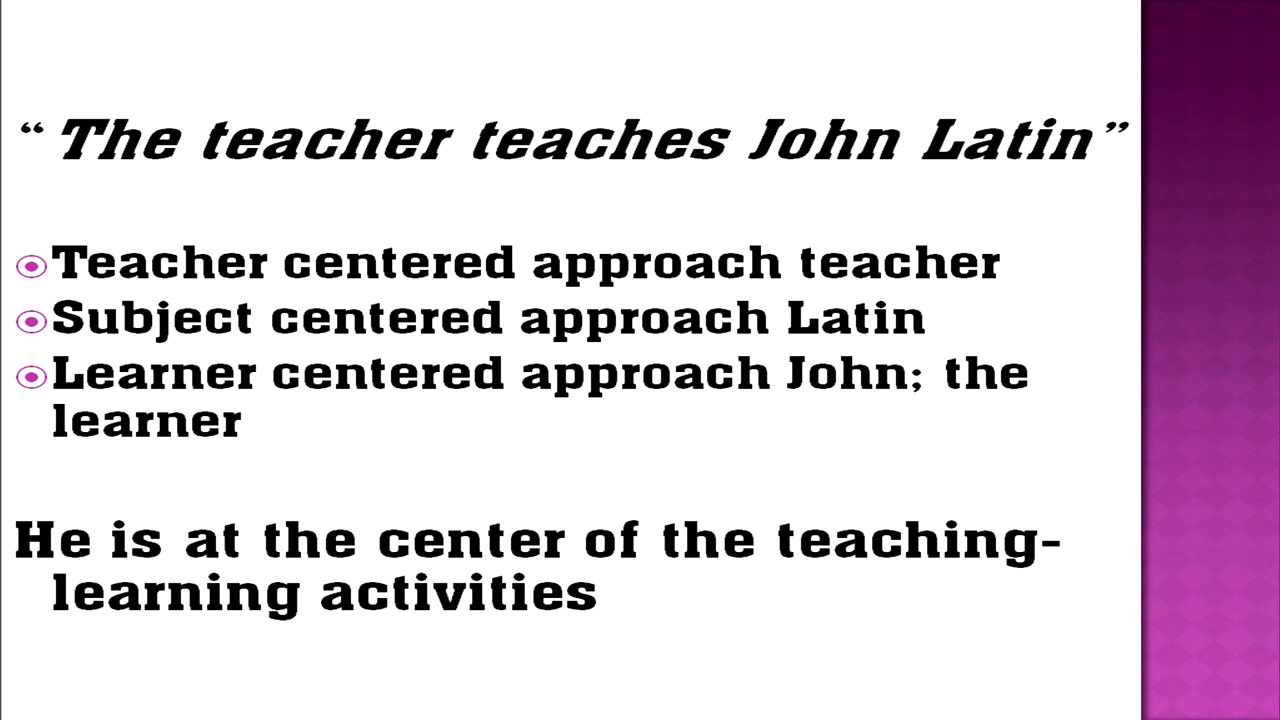 “ The teacher teaches John Latin”
Teacher centered approach teacher
Subject centered approach Latin
Learner centered approach John; the
learner
He is at the center of the teaching-
learning activities